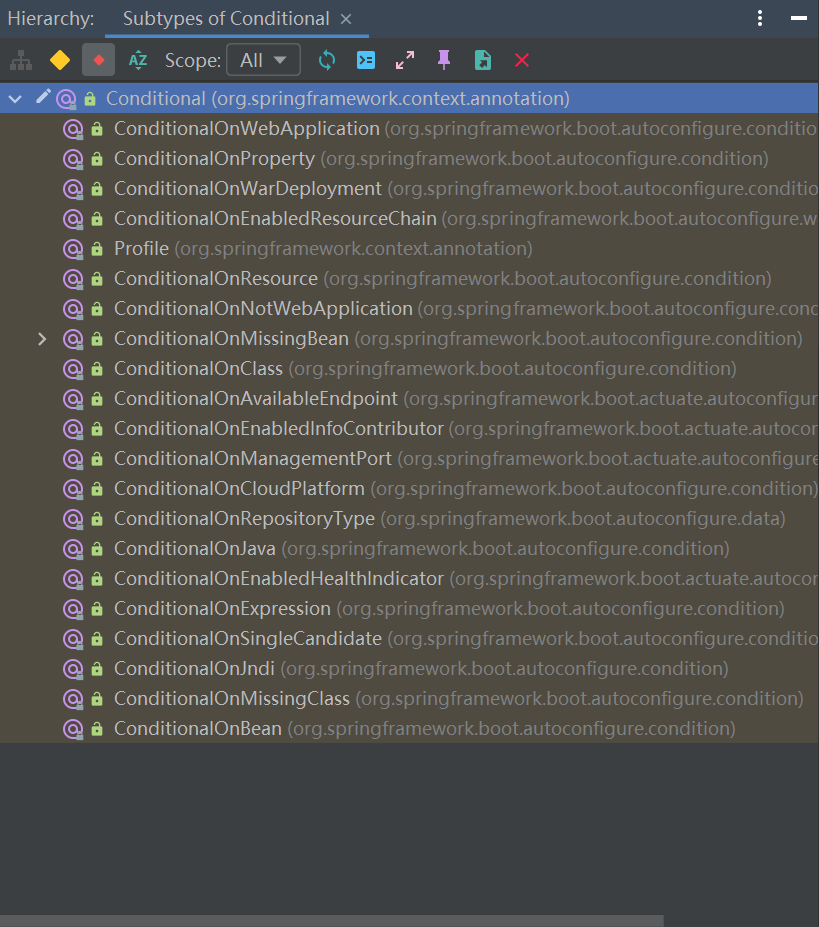 Hierarchy: Subtypes of Conditional
AZ Scope: All
Conditional (org.springframework.context.annotation)
ConditionalOnWebApplication (org.springframework.boot.autoconfigure.conditio
ConditionalOnProperty (org.springframework.boot.autoconfigure.condition)
ConditionalOnWarDeployment (org.springframework.boot.autoconfigure.conditio
ConditionalOnEnabledResourceChain (org.springframework.boot.autoconfigure.w
Profile (org.springframework.context.annotation)
ConditionalOnResource (org.springframework.boot.autoconfigure.condition)
ConditionalOnNotWebApplication (org.springframework.boot.autoconfigure.conc
ConditionalOnMissingBean (org.springframework.boot.autoconfigure.condition)
ConditionalOnClass (org.springframework.boot.autoconfigure.condition)
ConditionalOnAvailableEndpoint (org.springframework.boot.actuate.autoconfigur
ConditionalOnEnabledInfoContributor (org.springframework.boot.actuate.autocor
ConditionalOnManagementPort (org.springframework.boot.actuate.autoconfigure
ConditionalOnCloudPlatform (org.springframework.boot.autoconfigure.condition)
ConditionalOnRepositoryType (org.springframework.boot.autoconfigure.data)
ConditionalOnJava (org.springframework.boot.autoconfigure.condition)
ConditionalOnEnabledHealthIndicator (org.springframework.boot.actuate.autocor
ConditionalOnExpression (org.springframework.boot.autoconfigure.condition)
ConditionalOnSingleCandidate (org.springframework.boot.autoconfigure.conditio
ConditionalOnJndi (org.springframework.boot.autoconfigure.condition)
ConditionalOnMissingClass (org.springframework.boot.autoconfigure.condition)
ConditionalOnBean (org.springframework.boot.autoconfigure.condition)